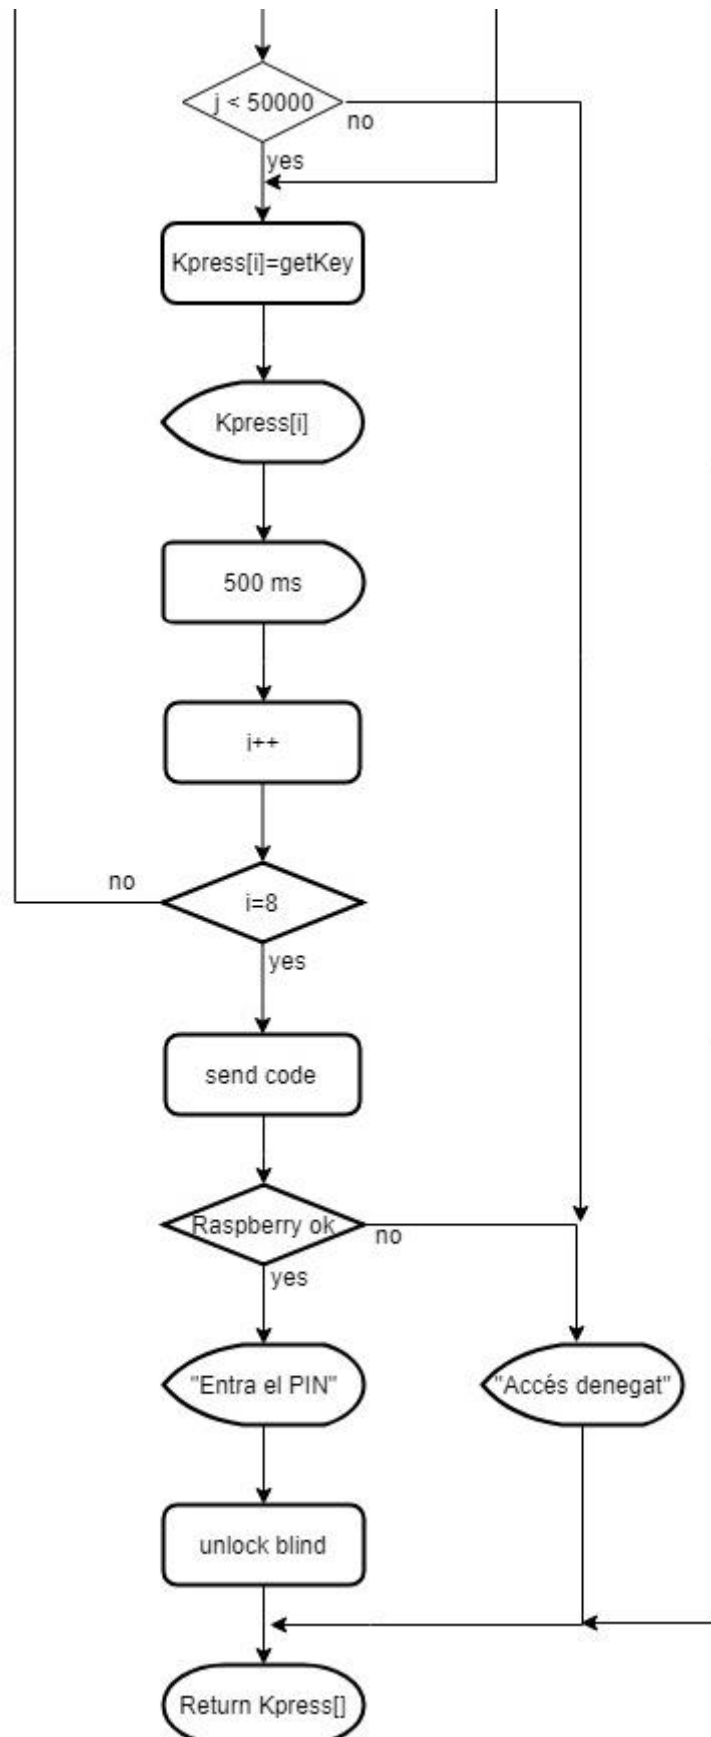 j < 50000
no
yes
Kpress[i]=getKey
Kpress[i]
500 ms
i++
no
i=8
yes
send code
Raspberry ok
no
yes
"Entra el PIN"
"Accés denegat"
unlock blind
Return Kpress[]